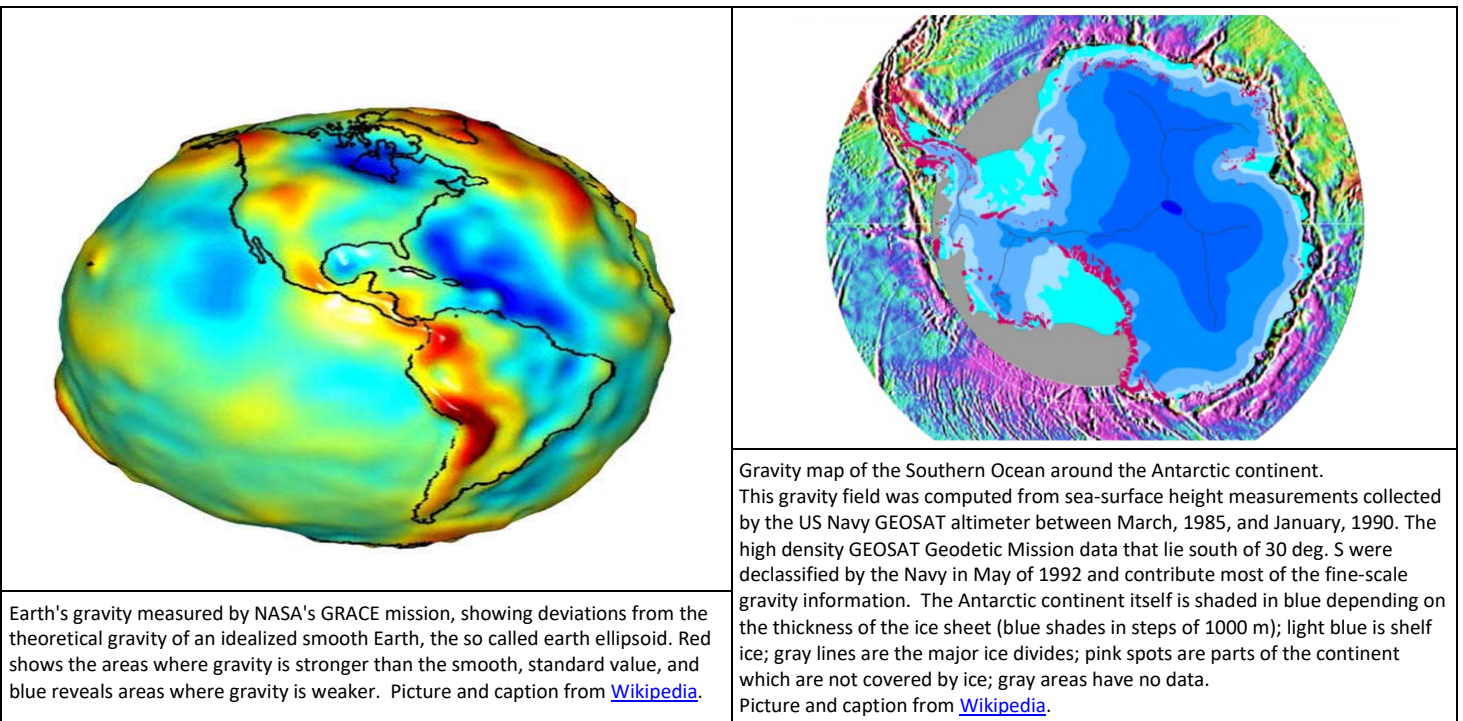 Earth's gravity measured by NASA's GRACE mission, showing deviations from the
theoretical gravity of an idealized smooth Earth, the so called earth ellipsoid. Red
shows the areas where gravity is stronger than the smooth, standard value, and
blue reveals areas where gravity is weaker.  Picture and caption from Wikipedia.
Gravity map of the Southern Ocean around the Antarctic continent.
This gravity field was computed from sea-surface height measurements collected
by the US Navy GEOSAT altimeter between March, 1985, and January, 1990. The
high density GEOSAT Geodetic Mission data that lie south of 30 deg. S were
declassified by the Navy in May of 1992 and contribute most of the fine-scale
gravity information.  The Antarctic continent itself is shaded in blue depending on
the thickness of the ice sheet (blue shades in steps of 1000 m); light blue is shelf
ice; gray lines are the major ice divides; pink spots are parts of the continent
which are not covered by ice; gray areas have no data.
Picture and caption from Wikipedia.